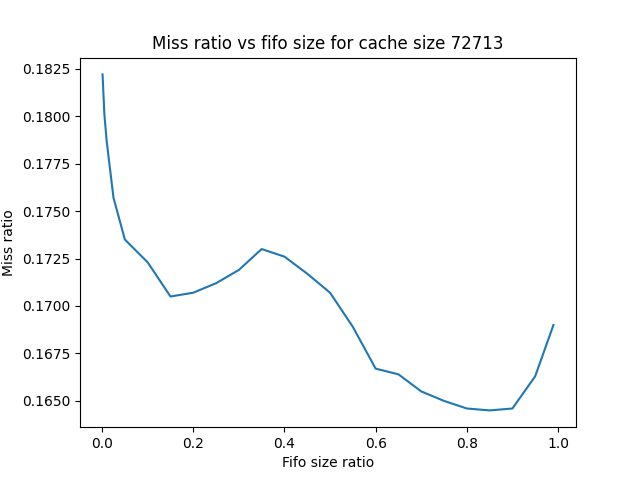 Miss ratio vs fifo size for cache size 72713
0.1825
0.1800
0.1775
0.1750
0.1725
0.1700
0.1675
0.1650
Miss ratio
0.0 0.2 0.4 0.6 0.8 1.0
Fifo size ratio